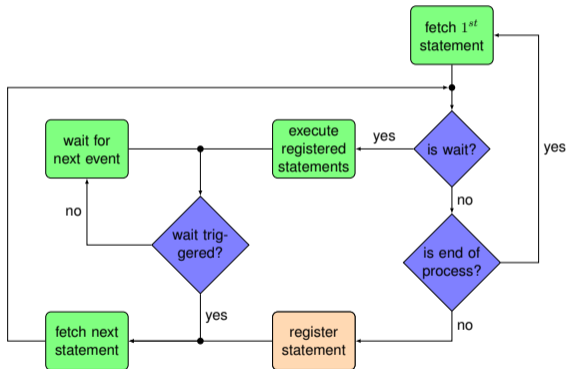 fetch 1st
statement
wait for
next event
execute
registered
statements
yes
is wait?
yes
no
no
wait trig-
gered?
is end of
process?
yes
no
fetch next
statement
register
statement